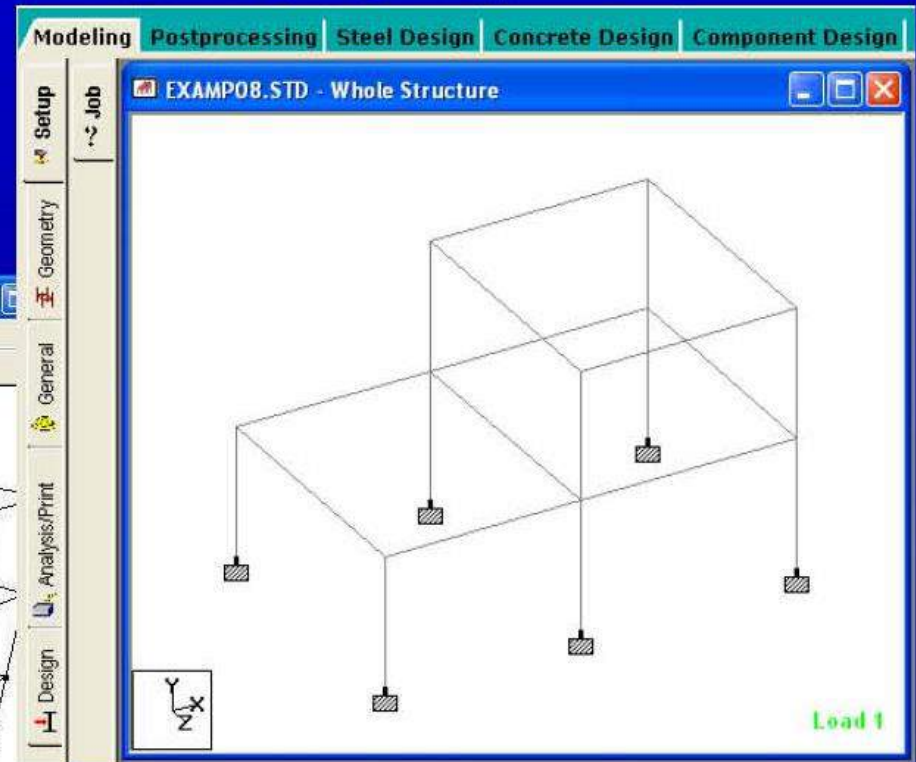 Modeling Postprocessing Steel Design Concrete Design Component Design
Setup
Geometry
General
Analysis/Print
Design
Job
EXAMP08.STD - Whole Structure
Y
X
Z
Load 1